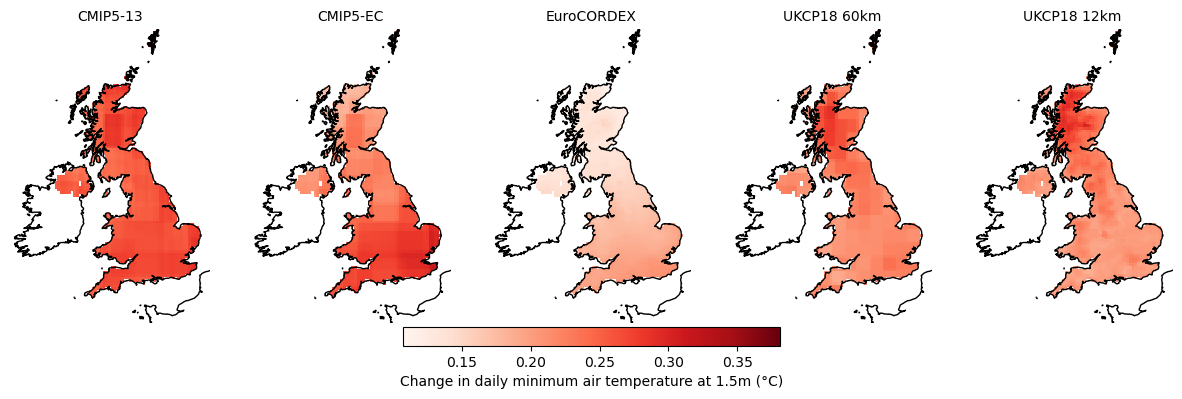 CMIP5-13 CMIP5-EC EuroCORDEX UKCP18 60km UKCP18 12km
0.15 0.20 0.25 0.30 0.35
Change in daily minimum air temperature at 1.5m (°C)